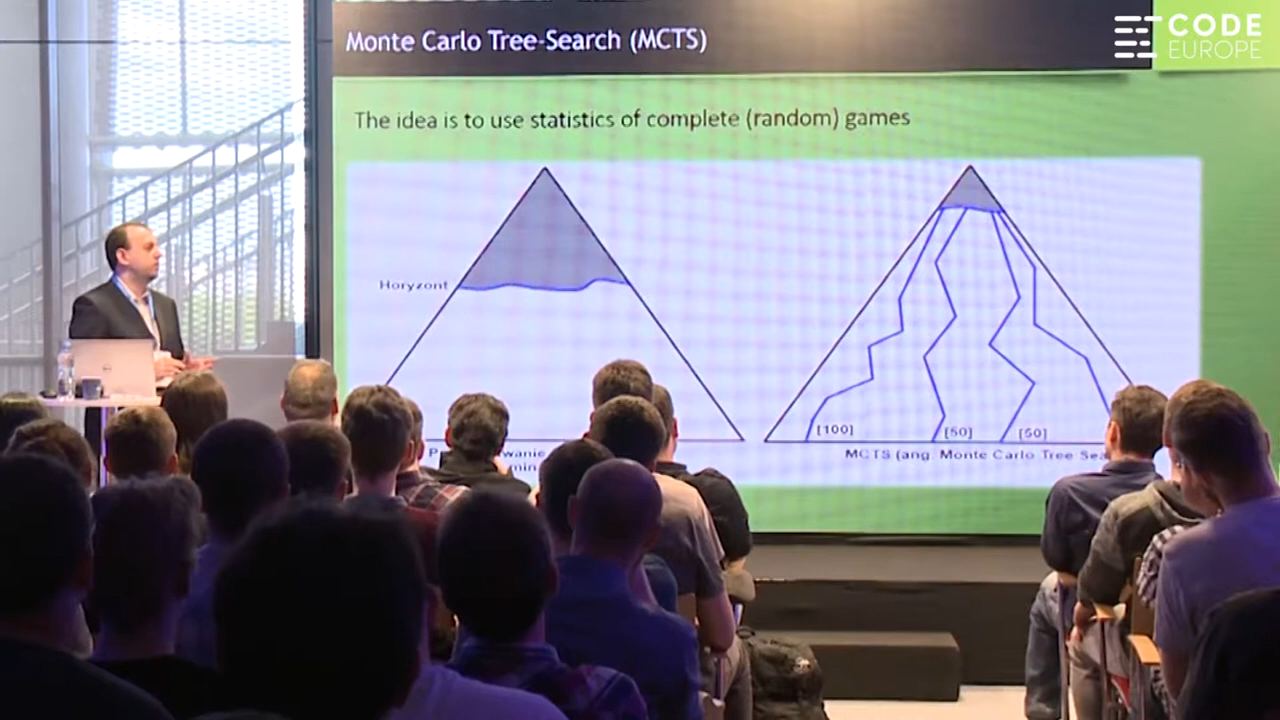 Monte Carlo Tree-Search (MCTS)
CODE
EUROPE
The idea is to use statistics of complete (random) games
Horyzont
[100]
[50]
[50]
MCTS (ang. Monte Carlo Tree